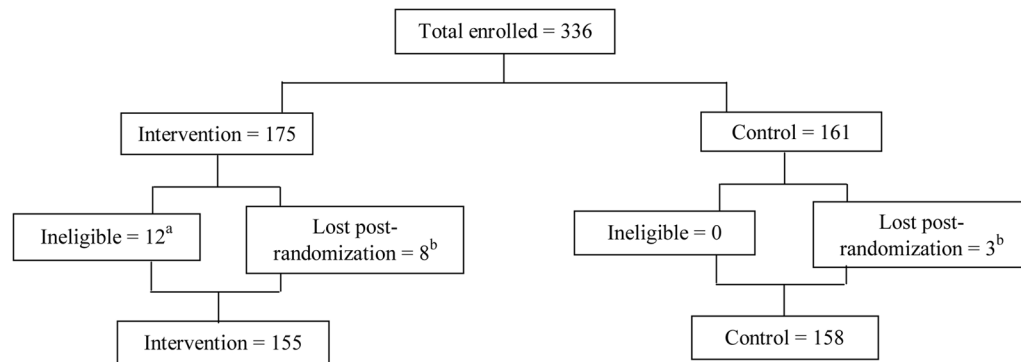 Total enrolled = 336
Intervention = 175
Control = 161
Ineligible = 12ᵃ
Lost post-
randomization = 8ᵇ
Ineligible = 0
Lost post-
randomization = 3ᵇ
Intervention = 155
Control = 158